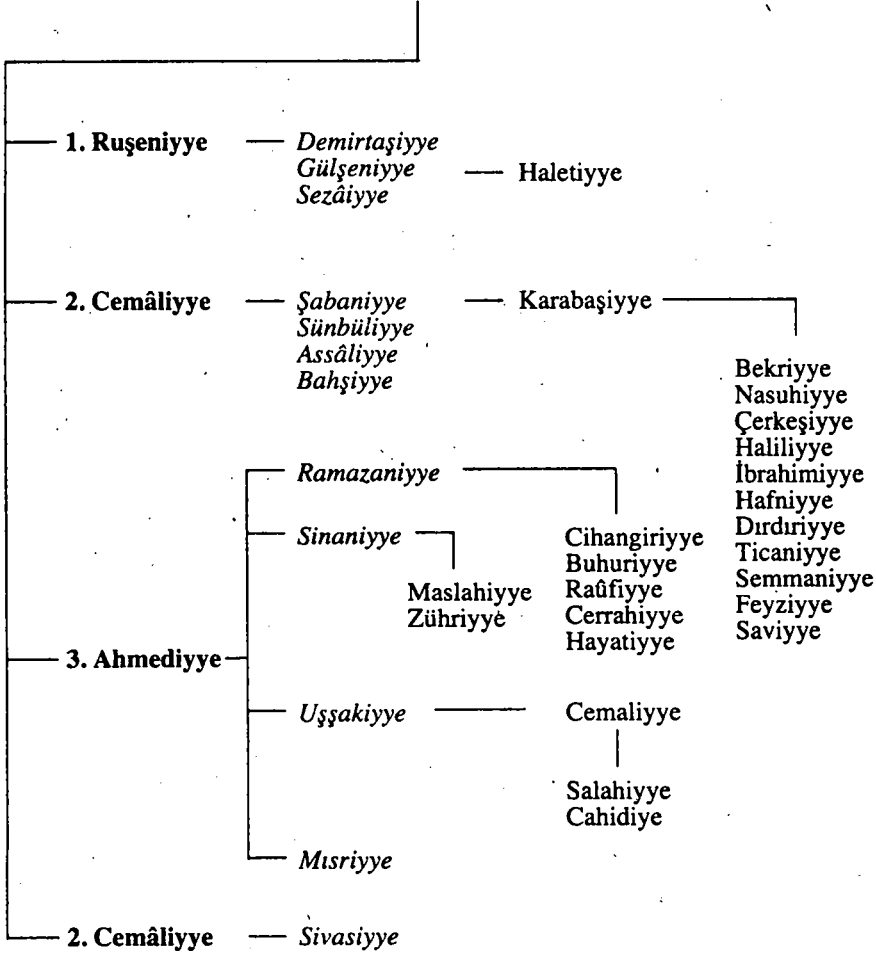 1. Ruşeniyye
Demirtaşiyye
Gülşeniyye
Sezâiyye
Haletiyye
2. Cemâliyye
Şabaniyye
Sünbüliyye
Assâliyye
Bahşiyye
Karabaşiyye
Bekriyye
Nasuhiyye
Çerkeşiyye
Haliliyye
İbrahimiyye
Hafniyye
Dırdıriyye
Ticaniyye
Semmaniyye
Feyziyye
Saviyye
3. Ahmediyye
Ramazaniyye
Cihangiriyye
Buhuriyye
Raûfiyye
Cerrahiyye
Hayatiyye
Sinaniyye
Maslahiyye
Zühriyye
Uşşakiyye
Cemaliyye
Salahiyye
Cahidiye
Mısriyye
2. Cemâliyye
Sivasiyye